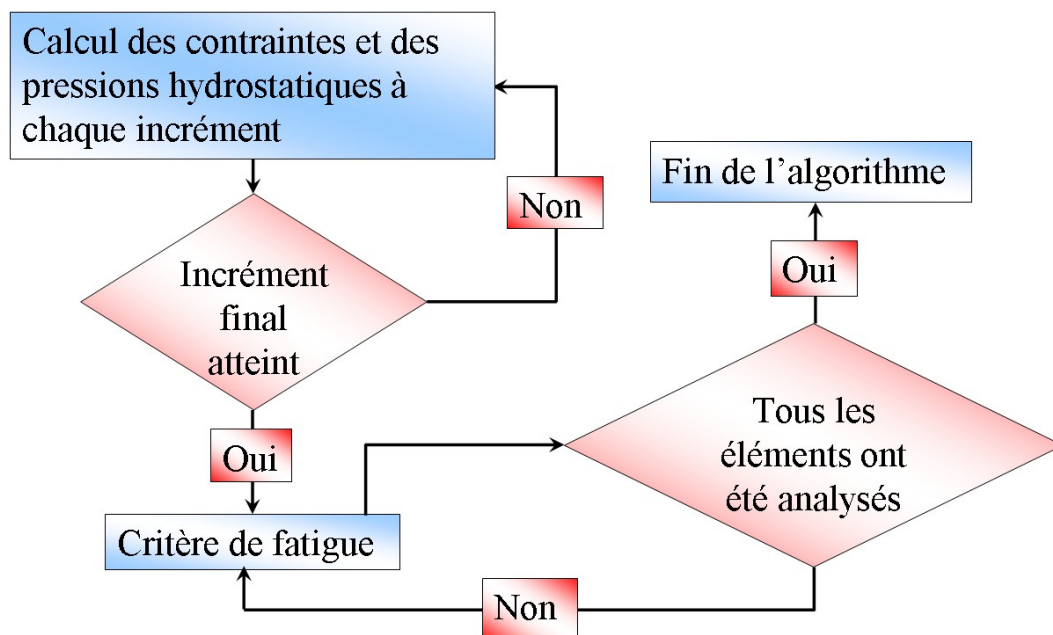 Calcul des contraintes et des
pressions hydrostatiques à
chaque incrément
Non
Fin de l’algorithme
Incrément
final
atteint
Oui
Oui
Tous les
éléments ont
été analysés
Critère de fatigue
Non